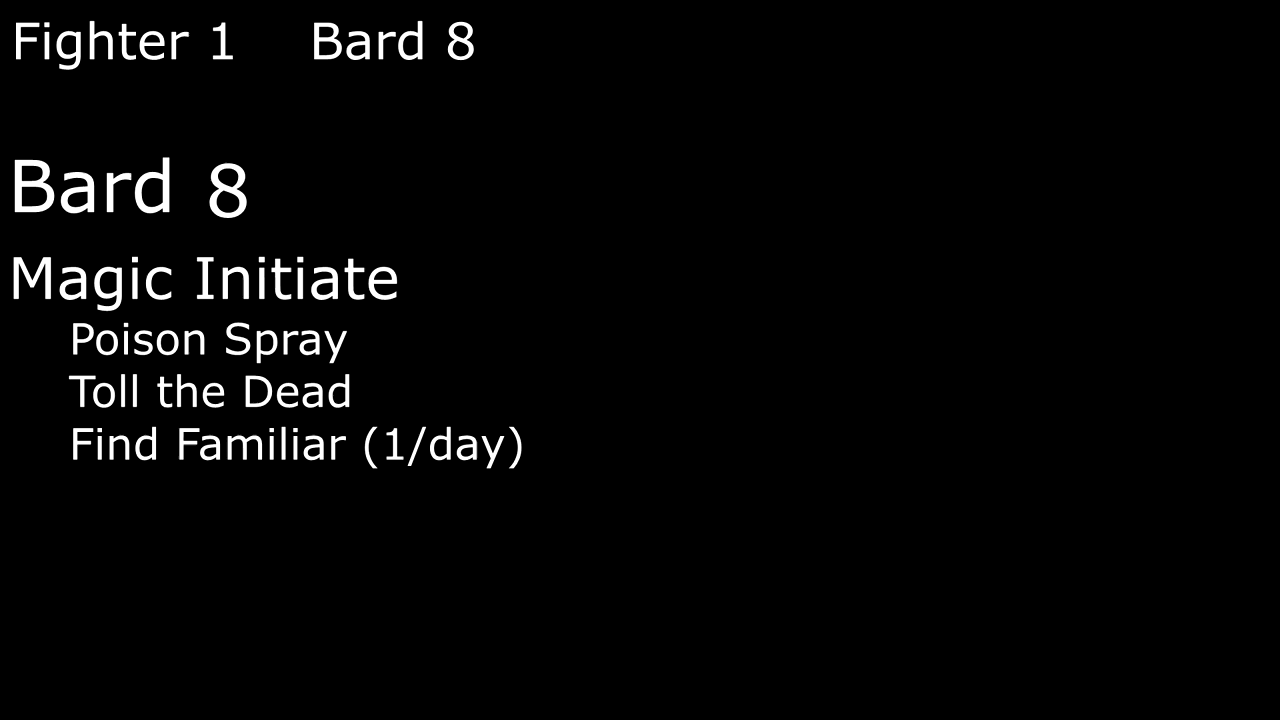 Fighter 1 Bard 8
Bard 8
Magic Initiate
Poison Spray
Toll the Dead
Find Familiar (1/day)